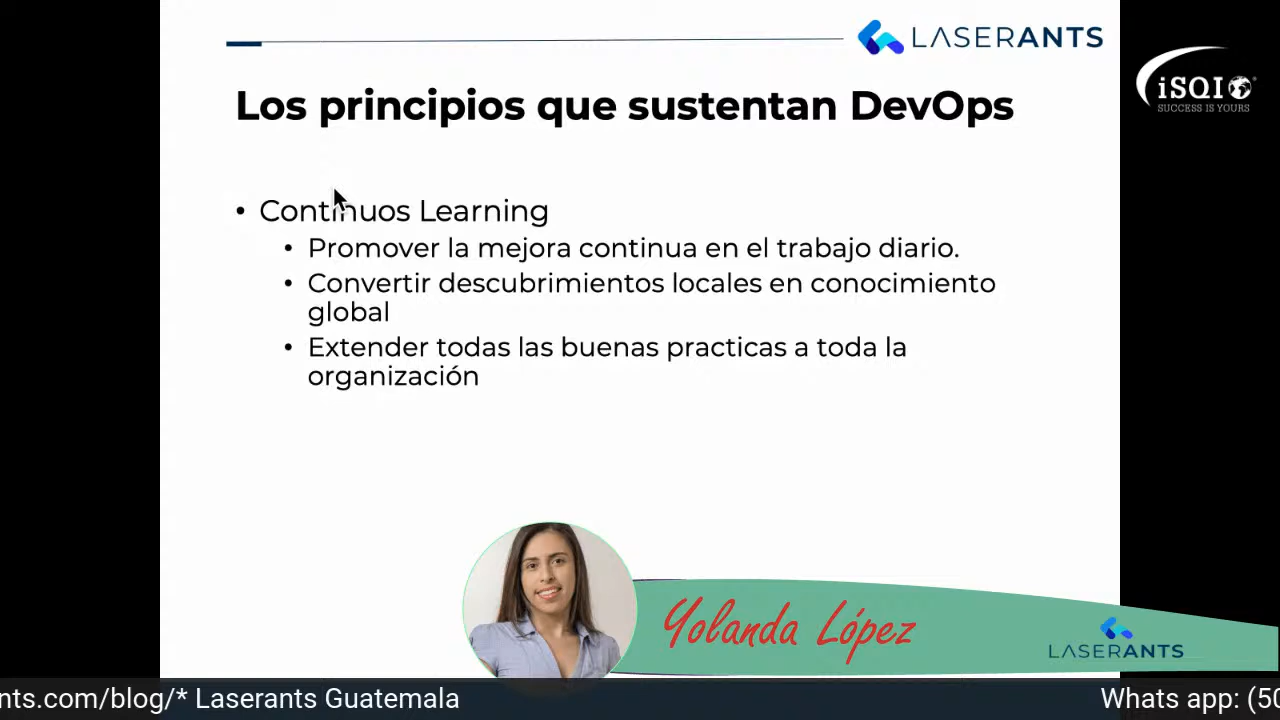 LASERANTS
iSQI
SUCCESS IS YOURS
Los principios que sustentan DevOps
• Continuos Learning
• Promover la mejora continua en el trabajo diario.
• Convertir descubrimientos locales en conocimiento
global
• Extender todas las buenas practicas a toda la
organización
Yolanda López
LASERANTS
nts.com/blog/* Laserants Guatemala
Whats app: (50